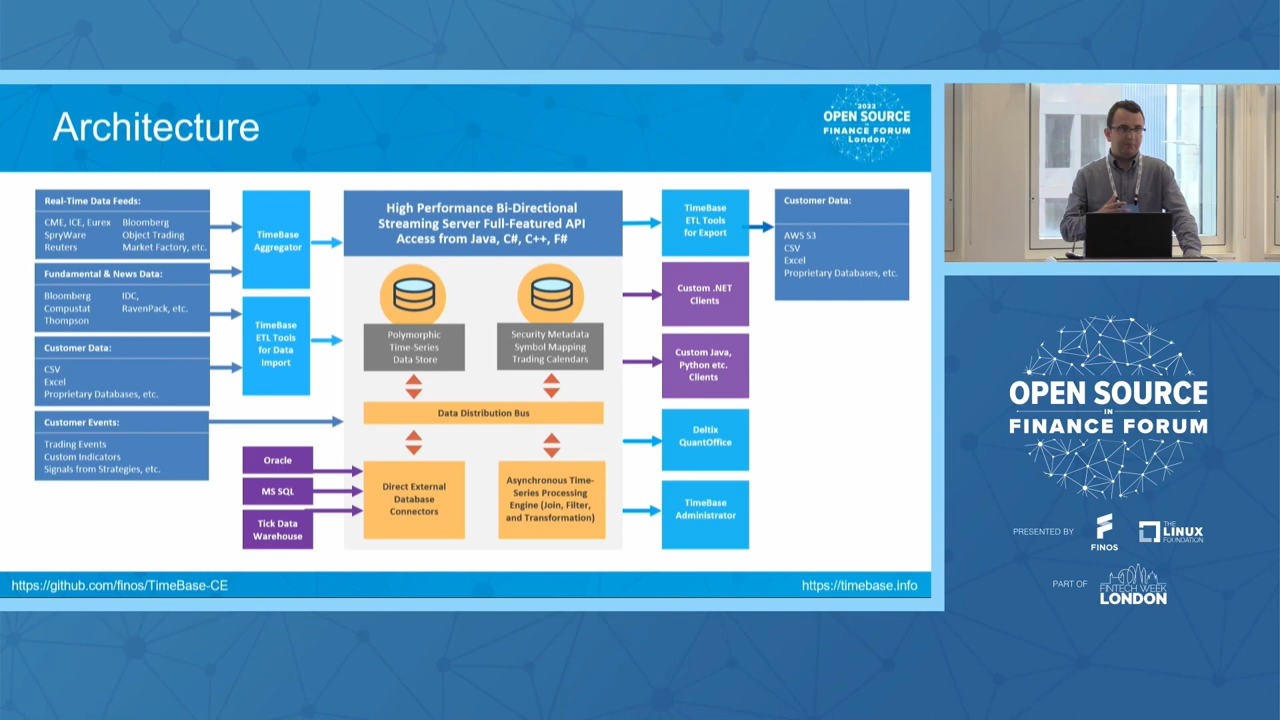 Architecture
2022
OPEN SOURCE
IN
FINANCE FORUM
London
Real-Time Data Feeds:
CME, ICE, Eurex Bloomberg
SpryWare Object Trading
Reuters Market Factory, etc.
Fundamental & News Data:
Bloomberg IDC,
Compustat RavenPack, etc.
Thompson
Customer Data:
CSV
Excel
Proprietary Databases, etc.
Customer Events:
Trading Events
Custom Indicators
Signals from Strategies, etc.
TimeBase
Aggregator
TimeBase
ETL Tools
for Data
Import
Oracle
MS SQL
Tick Data
Warehouse
High Performance Bi-Directional
Streaming Server Full-Featured API
Access from Java, C#, C++, F#
Polymorphic
Time-Series
Data Store
Security Metadata
Symbol Mapping
Trading Calendars
Data Distribution Bus
Direct External
Database
Connectors
Asynchronous Time-
Series Processing
Engine (Join, Filter,
and Transformation)
TimeBase
ETL Tools
for Export
Custom .NET
Clients
Custom Java,
Python etc.
Clients
Deltix
QuantOffice
TimeBase
Administrator
Customer Data:
AWS S3
CSV
Excel
Proprietary Databases, etc.
https://github.com/finos/TimeBase-CE
https://timebase.info
OPEN SOURCE
IN
FINANCE FORUM
PRESENTED BY
FINOS
THE
LINUX
FOUNDATION
PART OF
FINTECH WEEK
LONDON